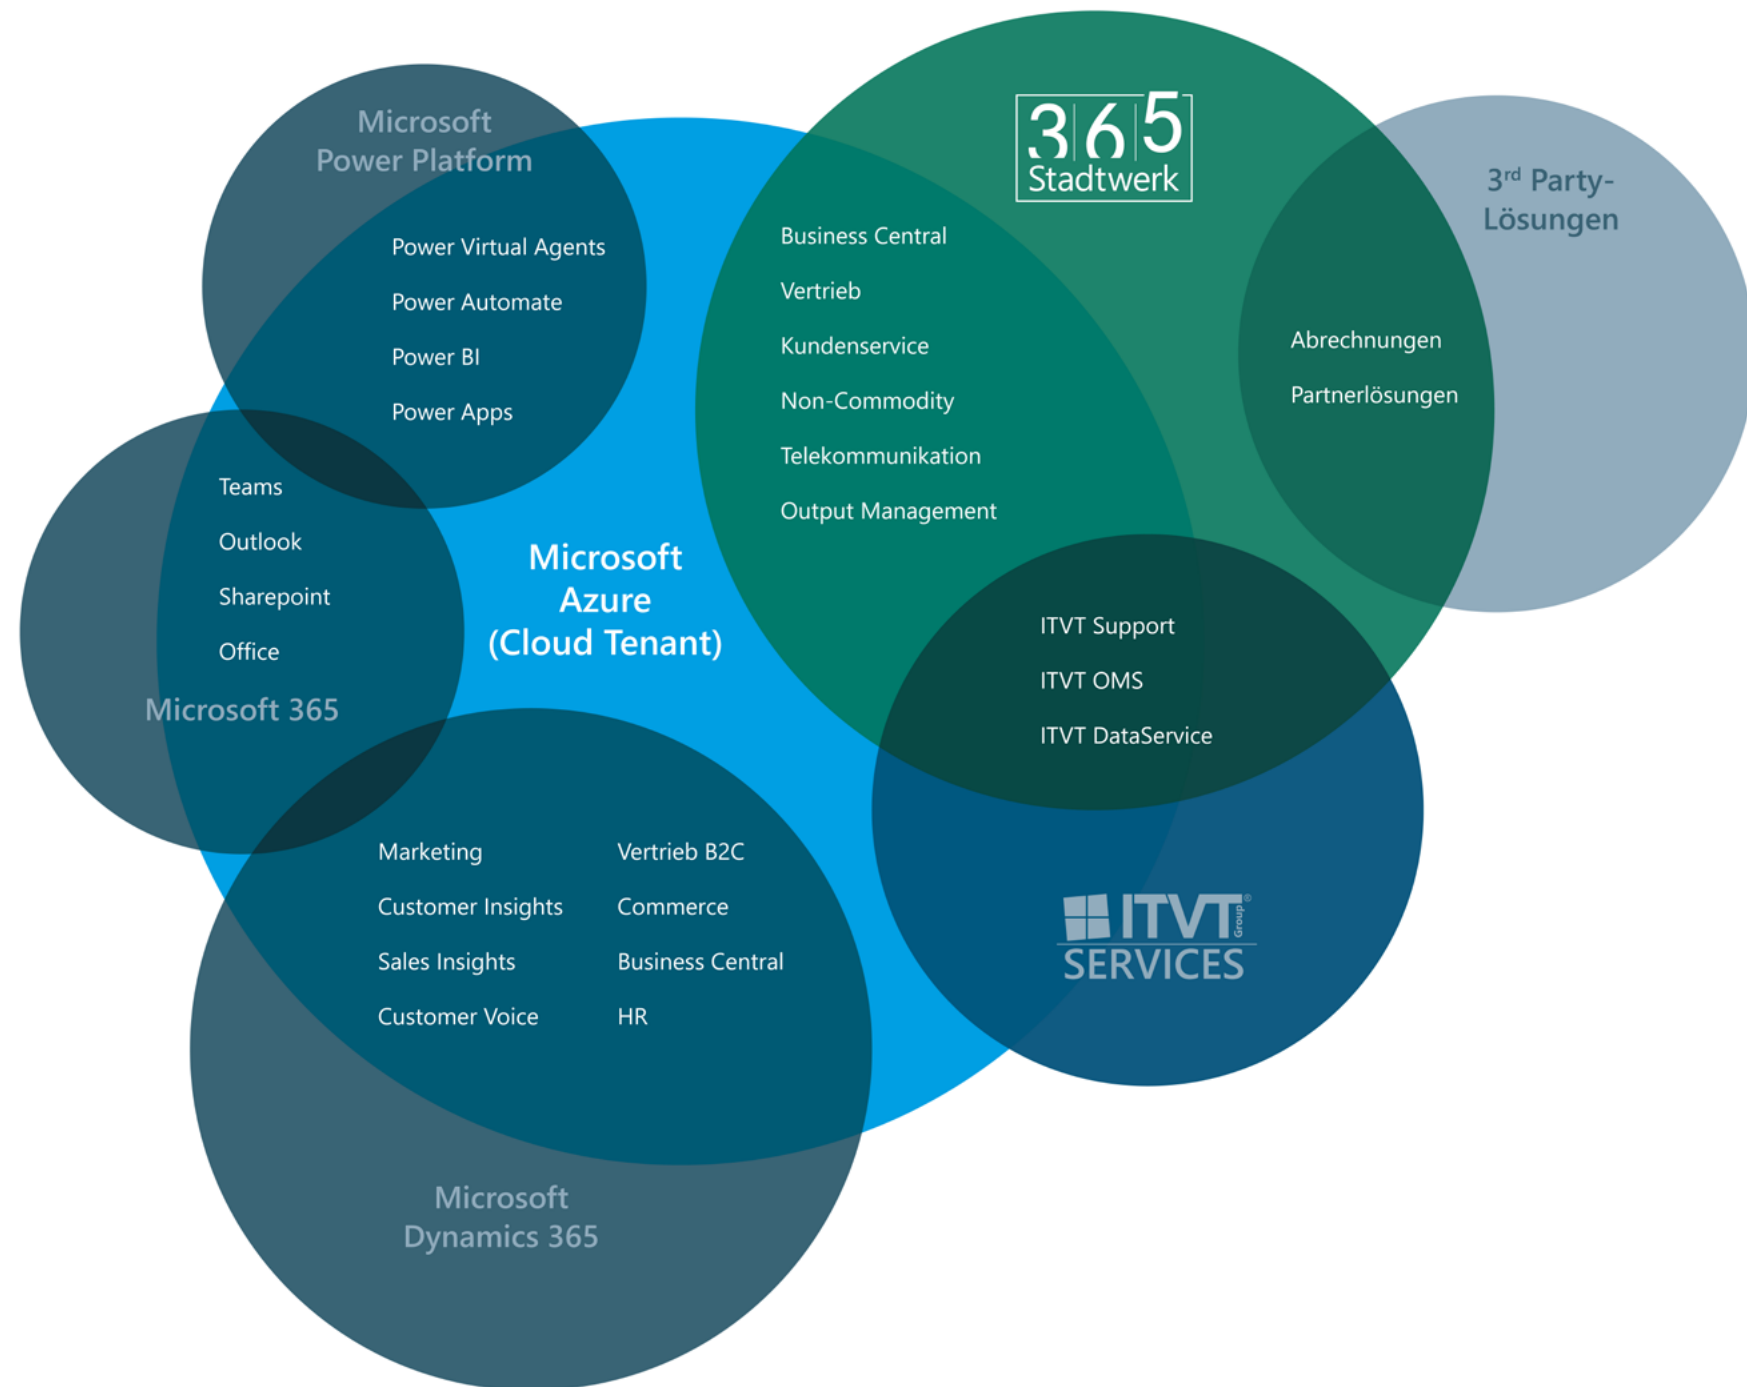 Microsoft
Power Platform
Power Virtual Agents
Power Automate
Power BI
Power Apps
365
Stadtwerk
Business Central
Vertrieb
Kundenservice
Non-Commodity
Telekommunikation
Output Management
3rd Party-
Lösungen
Abrechnungen
Partnerlösungen
Teams
Outlook
Sharepoint
Office
Microsoft 365
Microsoft
Azure
(Cloud Tenant)
ITVT Support
ITVT OMS
ITVT DataService
ITVT Group®
SERVICES
Marketing
Customer Insights
Sales Insights
Customer Voice
Vertrieb B2C
Commerce
Business Central
HR
Microsoft
Dynamics 365